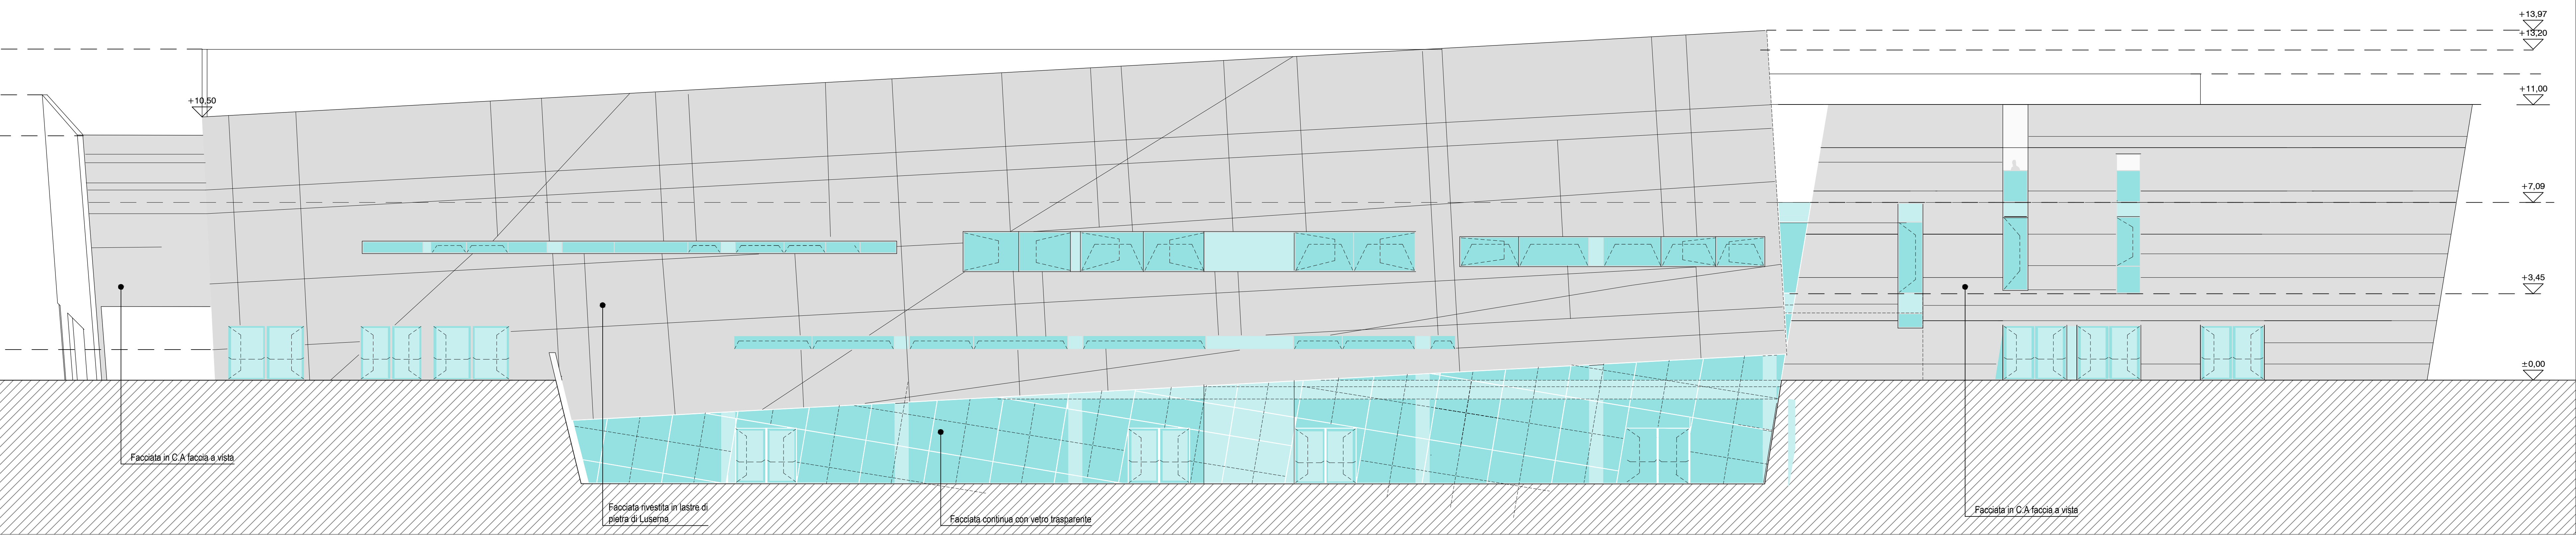 +13,97
+13,20
+10,50
+11,00
+7,09
+3,45
±0,00
Facciata in C.A faccia a vista
Facciata rivestita in lastre di
pietra di Luserna
Facciata continua con vetro trasparente
Facciata in C.A faccia a vista